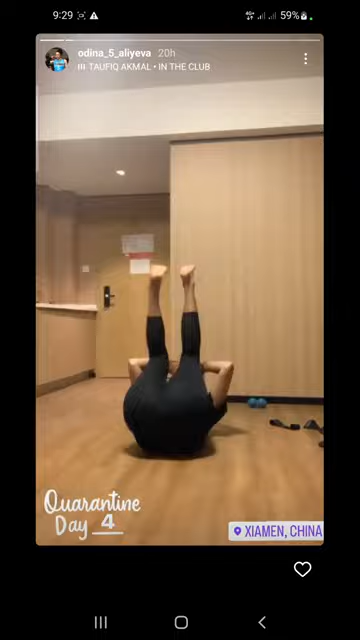 9:29
59%
odina_5_aliyeva 20h
TAUFIQ AKMAL • IN THE CLUB
Quarantine
Day 4
XIAMEN, CHINA